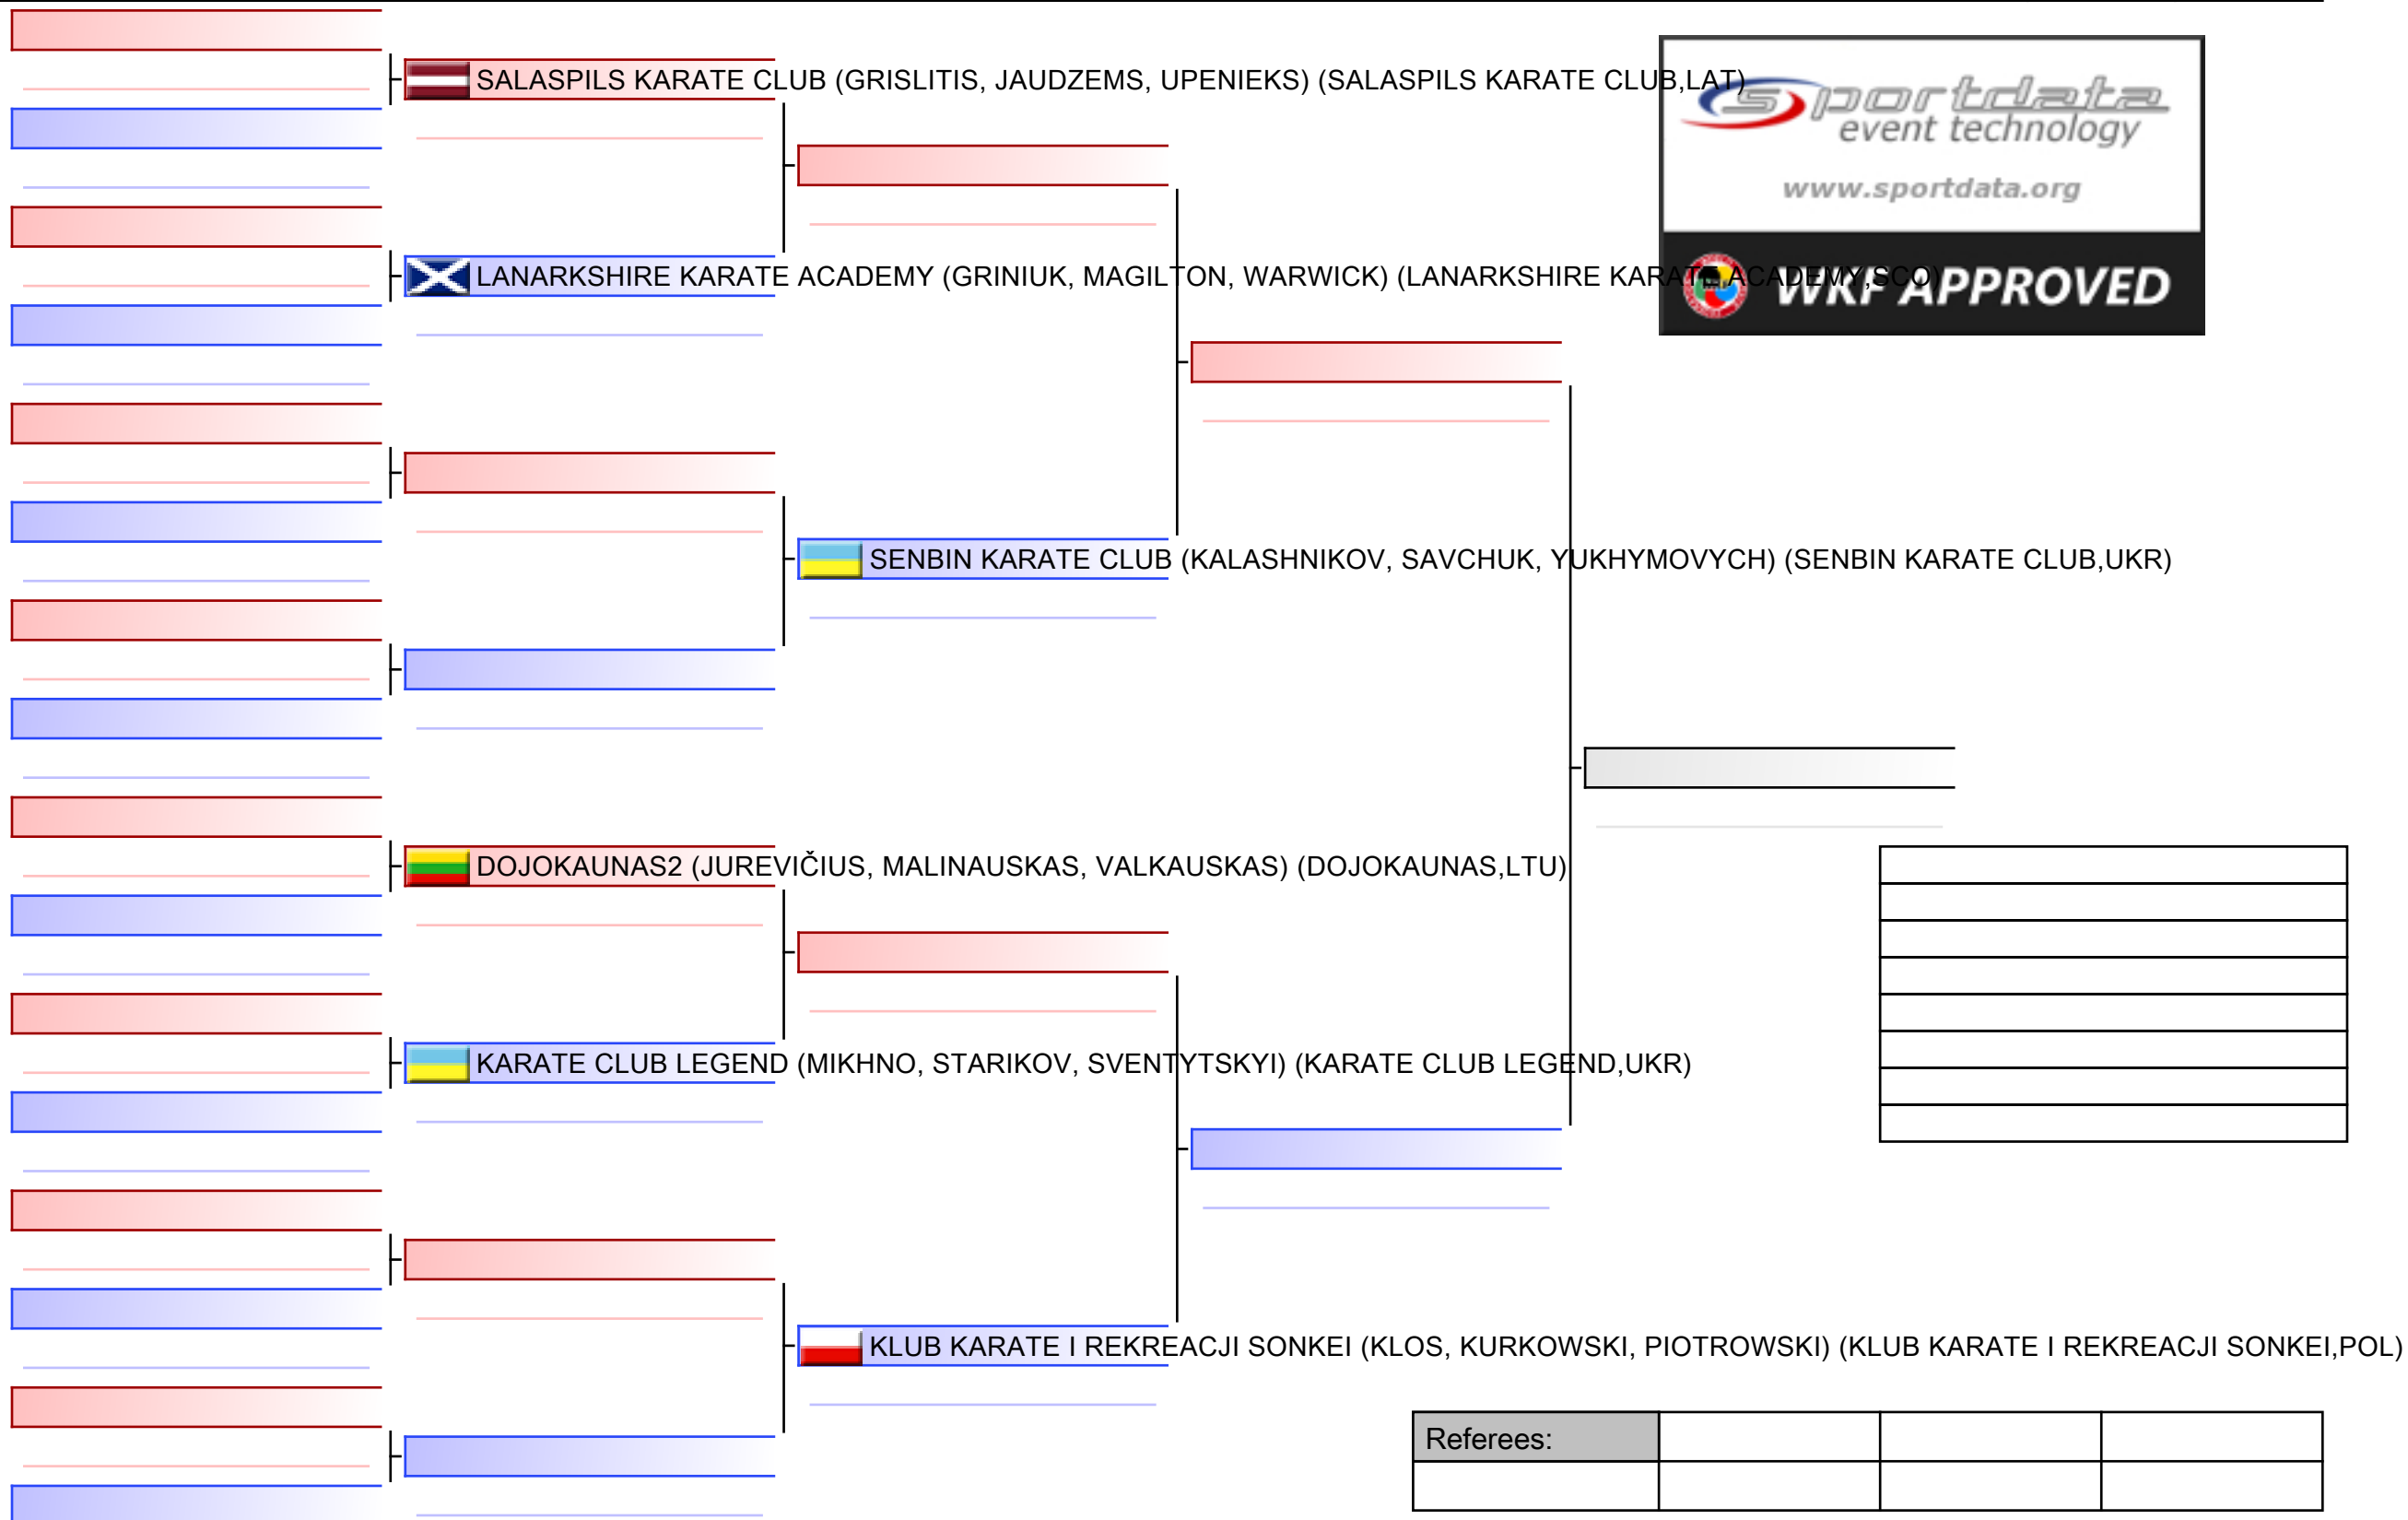 SALASPILS KARATE CLUB (GRISLITIS, JAUDZEMS, UPENIEKS) (SALASPILS KARATE CLUB,LAT)
sportdata
event technology
www.sportdata.org
LANARKSHIRE KARATE ACADEMY (GRINIUK, MAGILTON, WARWICK) (LANARKSHIRE KARATE ACADEMY,SCO)
WKF APPROVED
SENBIN KARATE CLUB (KALASHNIKOV, SAVCHUK, YUKHYMOVYCH) (SENBIN KARATE CLUB,UKR)
DOJOKAUNAS2 (JUREVIČIUS, MALINAUSKAS, VALKAUSKAS) (DOJOKAUNAS,LTU)
KARATE CLUB LEGEND (MIKHNO, STARIKOV, SVENTYTSKYI) (KARATE CLUB LEGEND,UKR)
KLUB KARATE I REKREACJI SONKEI (KLOS, KURKOWSKI, PIOTROWSKI) (KLUB KARATE I REKREACJI SONKEI,POL)
Referees: